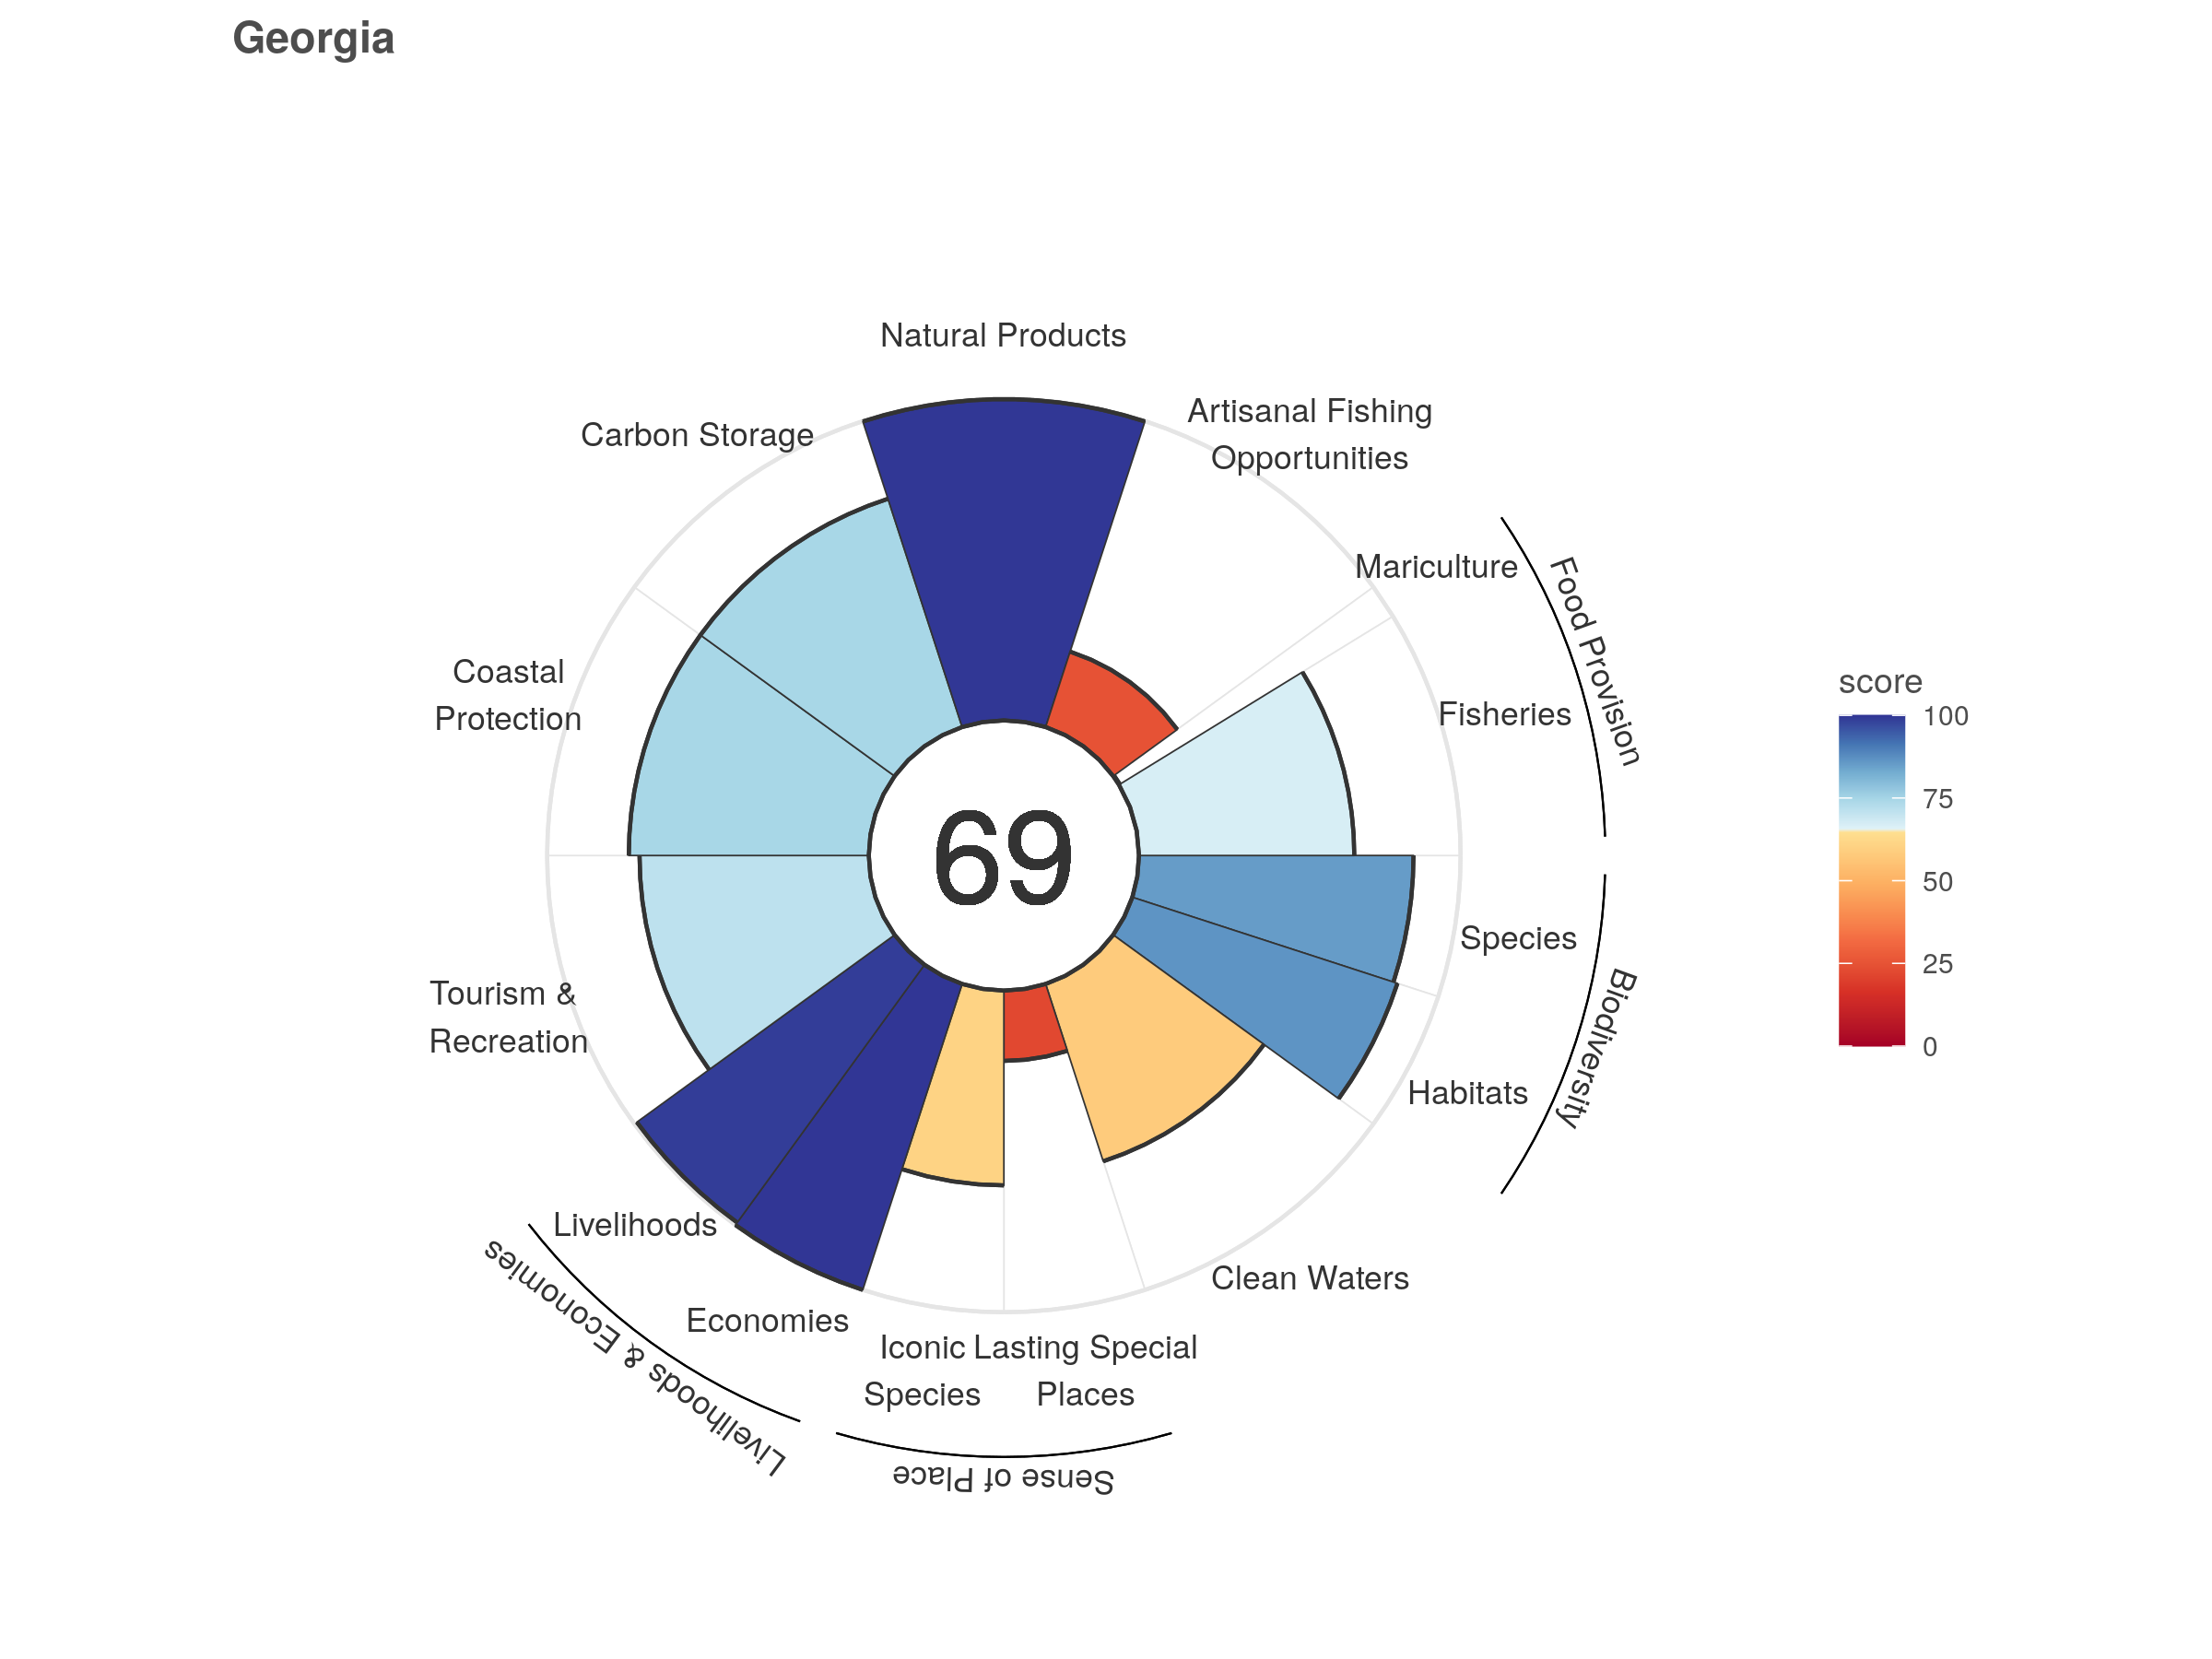 Georgia
Natural Products
Artisanal Fishing
Opportunities
Carbon Storage
Mariculture
Food Provision
Coastal
Protection
Fisheries
69
score
100
75
50
25
0
Species
Biodiversity
Tourism &
Recreation
Habitats
Livelihoods
Livelihoods & Economies
Clean Waters
Economies
Iconic
Species
Lasting Special
Places
Sense of Place